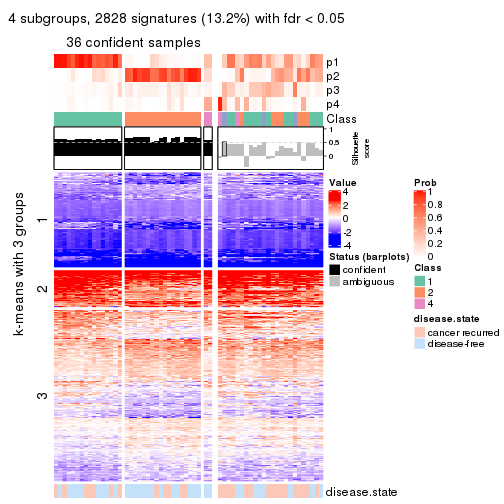 4 subgroups, 2828 signatures (13.2%) with fdr < 0.05
36 confident samples
p1
p2
p3
p4
Class
1
0.5
0
Silhouette
score
k-means with 3 groups
1
2
3
disease.state
Value
4
2
0
-2
-4
Status (barplots)
confident
ambiguous
Prob
1
0.8
0.6
0.4
0.2
0
Class
1
2
4
disease.state
cancer recurred
disease-free